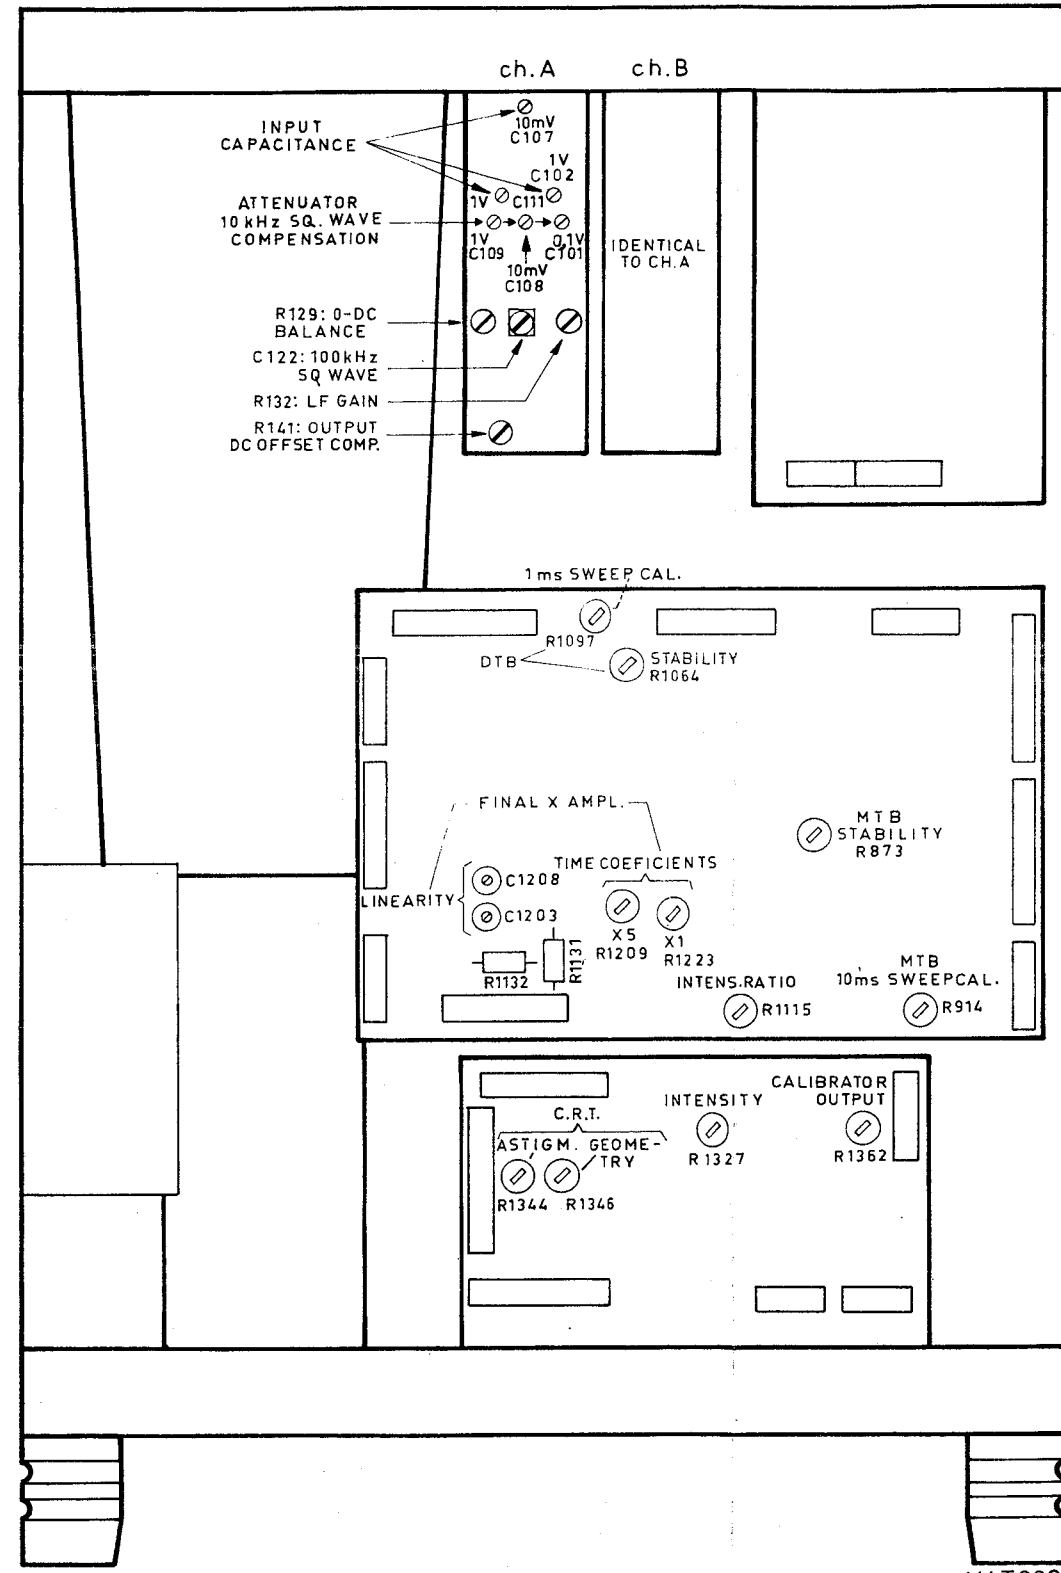 ch.A
ch.B
INPUT
CAPACITANCE
10mV
C107
1V
C102
1V
C111
ATTENUATOR
10 kHz SQ. WAVE
COMPENSATION
1V
C109
0,1V
C101
10mV
C108
IDENTICAL
TO CH.A
R129: 0-DC
BALANCE
C122: 100kHz
SQ WAVE
R132: LF GAIN
R141: OUTPUT
DC OFFSET COMP.
1 ms SWEEP CAL.
R1097
DTB
STABILITY
R1064
FINAL X AMPL.
MTB
STABILITY
R873
TIME COEFICIENTS
LINEARITY
C1208
C1203
X5
R1209
X1
R1223
R1132
R1131
INTENS.RATIO
R1115
MTB
10ms SWEEPCAL.
R914
C.R.T.
ASTIGM. GEOME-
TRY
R1344
R1346
INTENSITY
R1327
CALIBRATOR
OUTPUT
R1362